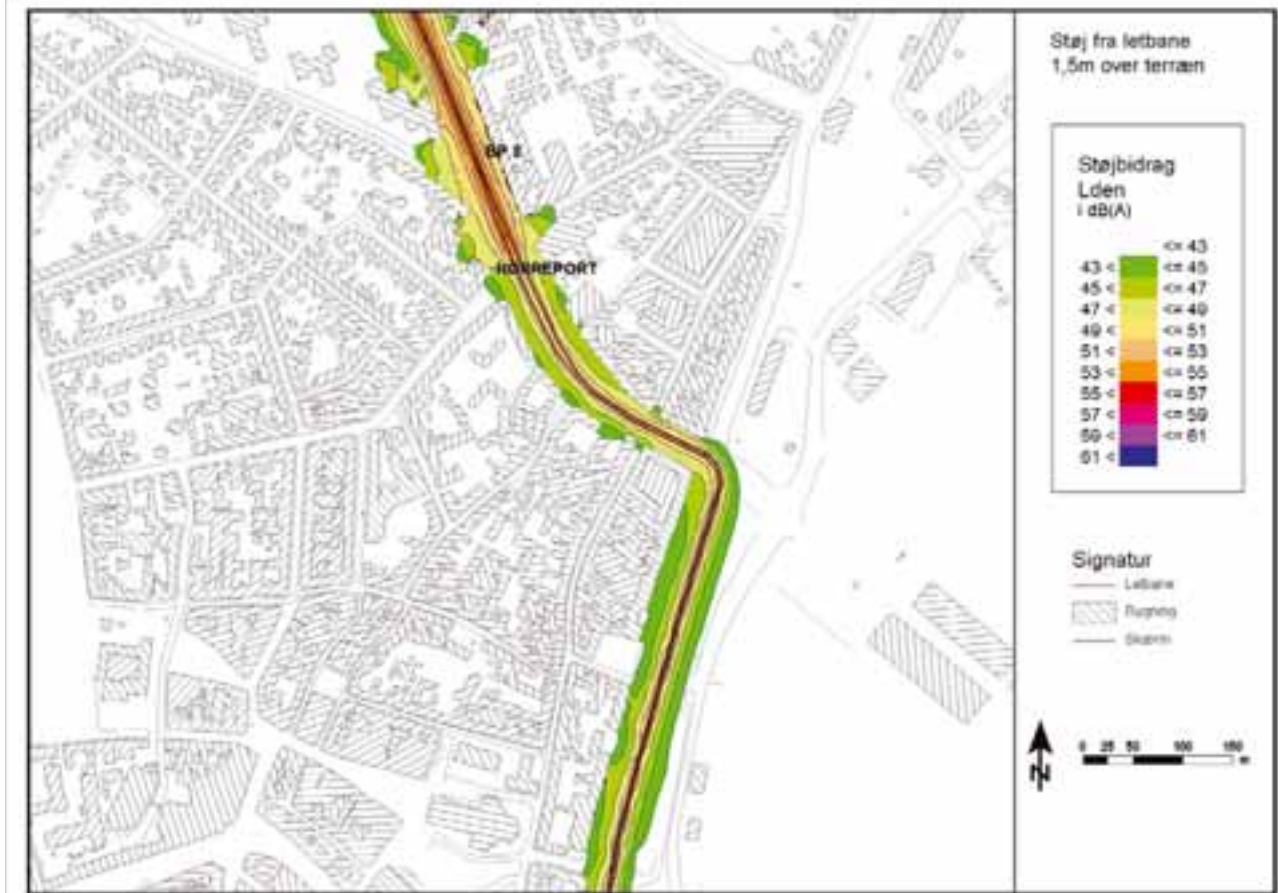 Støj fra letbane
1,5m over terræn
Støjbidrag
Lden
i dB(A)
<= 43
43 < <= 45
45 < <= 47
47 < <= 49
49 < <= 51
51 < <= 53
53 < <= 55
55 < <= 57
57 < <= 59
59 < <= 61
61 <
Signatur
Letbane
Bygning
Skærm
N
0 25 50 100 150
m
NØRREPORT